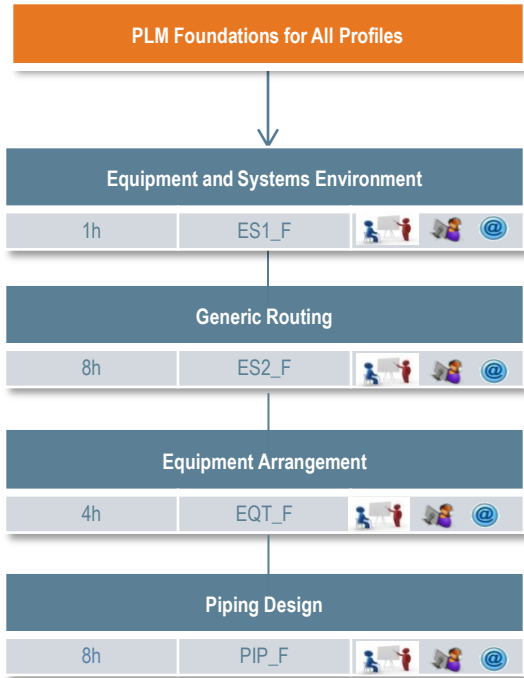 PLM Foundations for All Profiles
Equipment and Systems Environment
1h ES1_F @
Generic Routing
8h ES2_F @
Equipment Arrangement
4h EQT_F @
Piping Design
8h PIP_F @